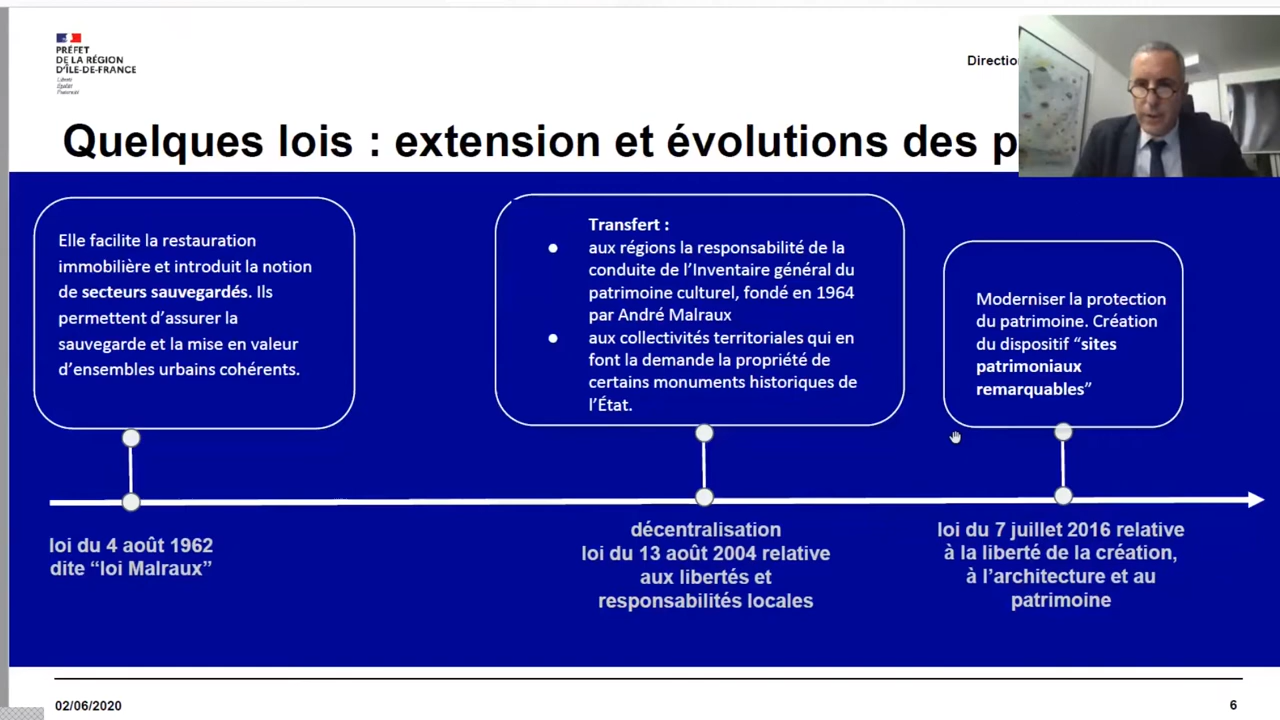 PRÉFET
DE LA RÉGION
D'ÎLE-DE-FRANCE
Liberté
Égalité
Fraternité
Directio
Quelques lois : extension et évolutions des p
Elle facilite la restauration
immobilière et introduit la notion
de secteurs sauvegardés. Ils
permettent d'assurer la
sauvegarde et la mise en valeur
d'ensembles urbains cohérents.
Transfert :
● aux régions la responsabilité de la
conduite de l'Inventaire général du
patrimoine culturel, fondé en 1964
par André Malraux
● aux collectivités territoriales qui en
font la demande la propriété de
certains monuments historiques de
l'État.
Moderniser la protection
du patrimoine. Création
du dispositif “sites
patrimoniaux
remarquables”
loi du 4 août 1962
dite “loi Malraux”
décentralisation
loi du 13 août 2004 relative
aux libertés et
responsabilités locales
loi du 7 juillet 2016 relative
à la liberté de la création,
à l'architecture et au
patrimoine
02/06/2020
6